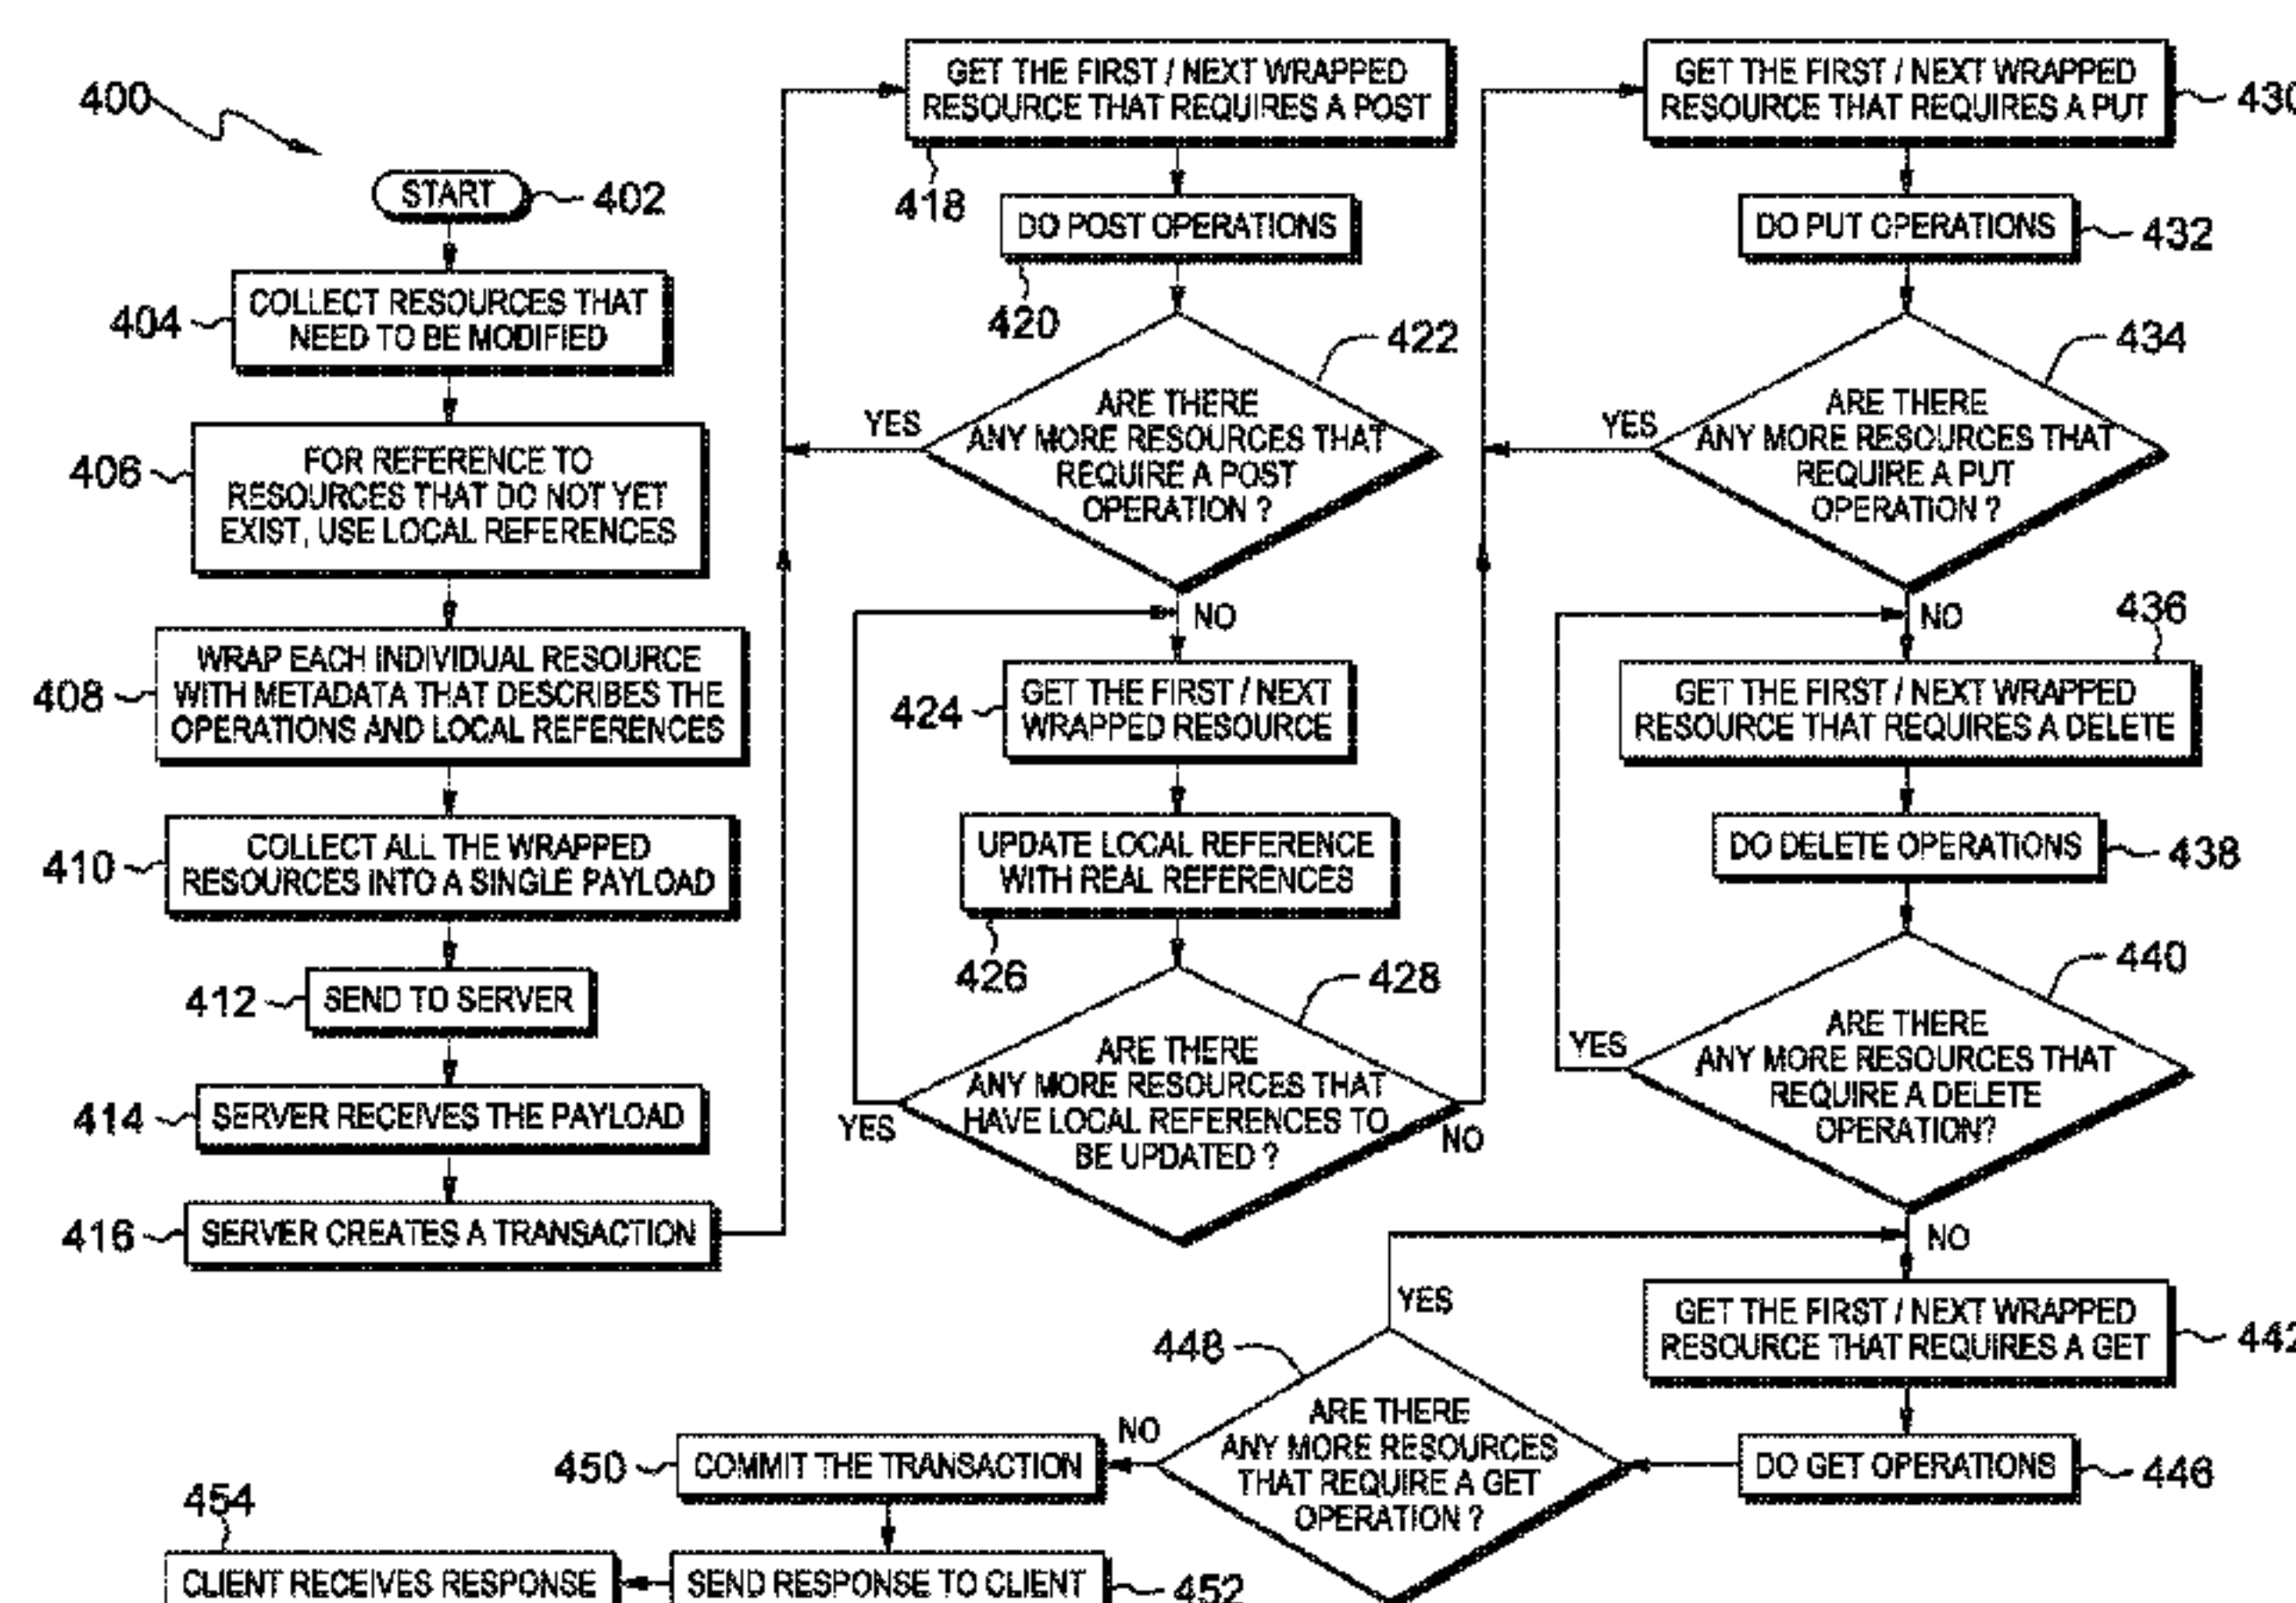 400
START
402
404
COLLECT RESOURCES THAT
NEED TO BE MODIFIED
406
FOR REFERENCE TO
RESOURCES THAT DO NOT YET
EXIST, USE LOCAL REFERENCES
408
WRAP EACH INDIVIDUAL RESOURCE
WITH METADATA THAT DESCRIBES THE
OPERATIONS AND LOCAL REFERENCES
410
COLLECT ALL THE WRAPPED
RESOURCES INTO A SINGLE PAYLOAD
412
SEND TO SERVER
414
SERVER RECEIVES THE PAYLOAD
416
SERVER CREATES A TRANSACTION
GET THE FIRST / NEXT WRAPPED
RESOURCE THAT REQUIRES A POST
418
DO POST OPERATIONS
420
422
YES
ARE THERE
ANY MORE RESOURCES THAT
REQUIRE A POST
OPERATION ?
NO
424
GET THE FIRST / NEXT
WRAPPED RESOURCE
UPDATE LOCAL REFERENCE
WITH REAL REFERENCES
426
428
ARE THERE
ANY MORE RESOURCES THAT
HAVE LOCAL REFERENCES TO
BE UPDATED ?
YES
NO
GET THE FIRST / NEXT WRAPPED
RESOURCE THAT REQUIRES A PUT
430
DO PUT OPERATIONS
432
434
YES
ARE THERE
ANY MORE RESOURCES THAT
REQUIRE A PUT
OPERATION ?
NO
436
GET THE FIRST / NEXT WRAPPED
RESOURCE THAT REQUIRES A DELETE
DO DELETE OPERATIONS
438
440
YES
ARE THERE
ANY MORE RESOURCES THAT
REQUIRE A DELETE
OPERATION?
NO
GET THE FIRST / NEXT WRAPPED
RESOURCE THAT REQUIRES A GET
442
DO GET OPERATIONS
446
448
YES
ARE THERE
ANY MORE RESOURCES
THAT REQUIRE A GET
OPERATION ?
NO
450
COMMIT THE TRANSACTION
SEND RESPONSE TO CLIENT
452
454
CLIENT RECEIVES RESPONSE